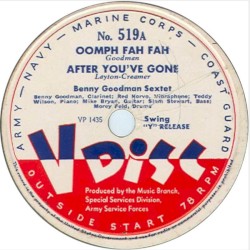 ARMY — NAVY — MARINE CORPS — COAST GUARD
No. 519A
OOMPH FAH FAH
Goodman
AFTER YOU'VE GONE
Layton-Creamer
Benny Goodman Sextet
Benny Goodman, Clarinet; Red Norvo, Vibraphone; Teddy
Wilson, Piano; Mike Bryan, Guitar; Slam Stewart, Bass;
Morey Feld, Drums
VP 1435
Swing
"Y" RELEASE
V DISC
Produced by the Music Branch,
Special Services Division,
Army Service Forces
OUTSIDE START 78 RPM